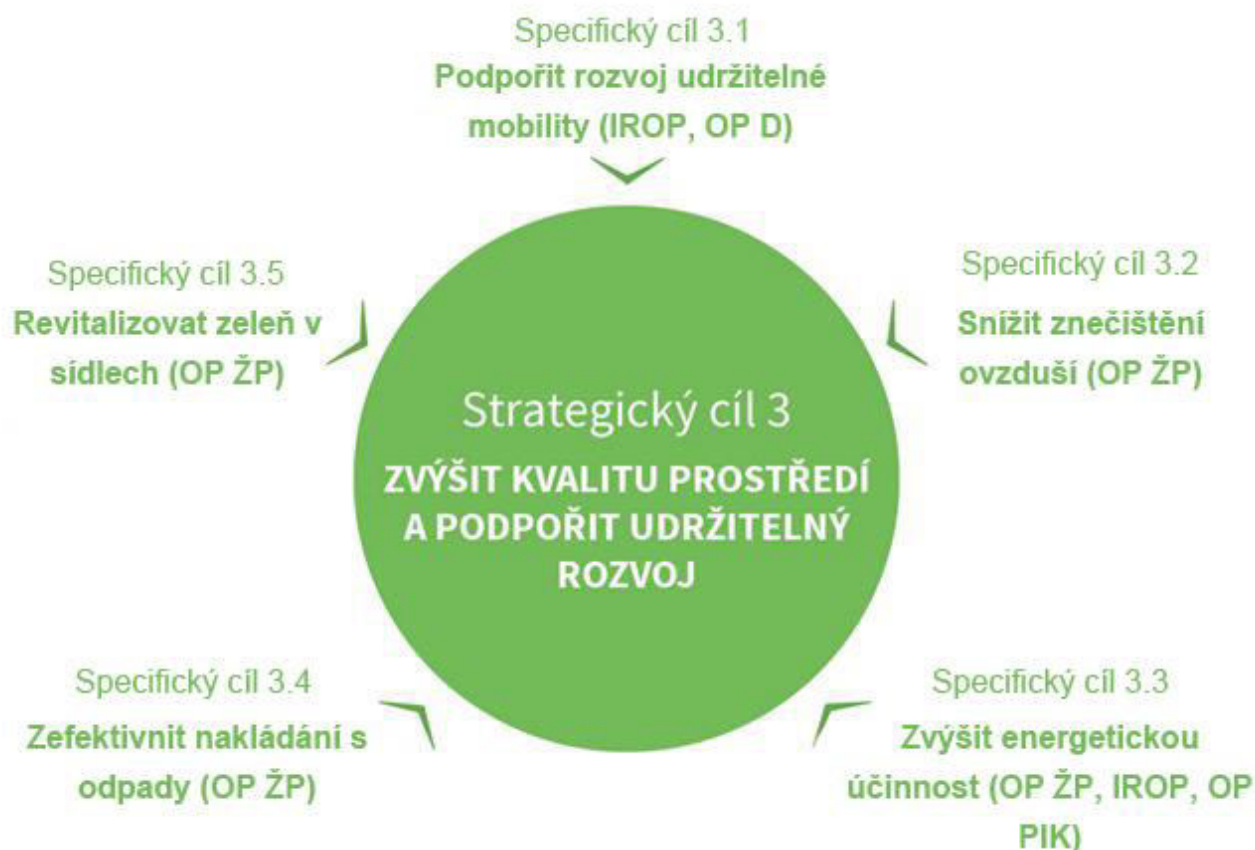 Specifický cíl 3.1
Podpořit rozvoj udržitelné
mobility (IROP, OP D)
Specifický cíl 3.5
Revitalizovat zeleň v
sídlech (OP ŽP)
Specifický cíl 3.2
Snížit znečištění
ovzduší (OP ŽP)
Strategický cíl 3
ZVÝŠIT KVALITU PROSTŘEDÍ
A PODPOŘIT UDRŽITELNÝ
ROZVOJ
Specifický cíl 3.4
Zefektivnit nakládání s
odpady (OP ŽP)
Specifický cíl 3.3
Zvýšit energetickou
účinnost (OP ŽP, IROP, OP
PIK)